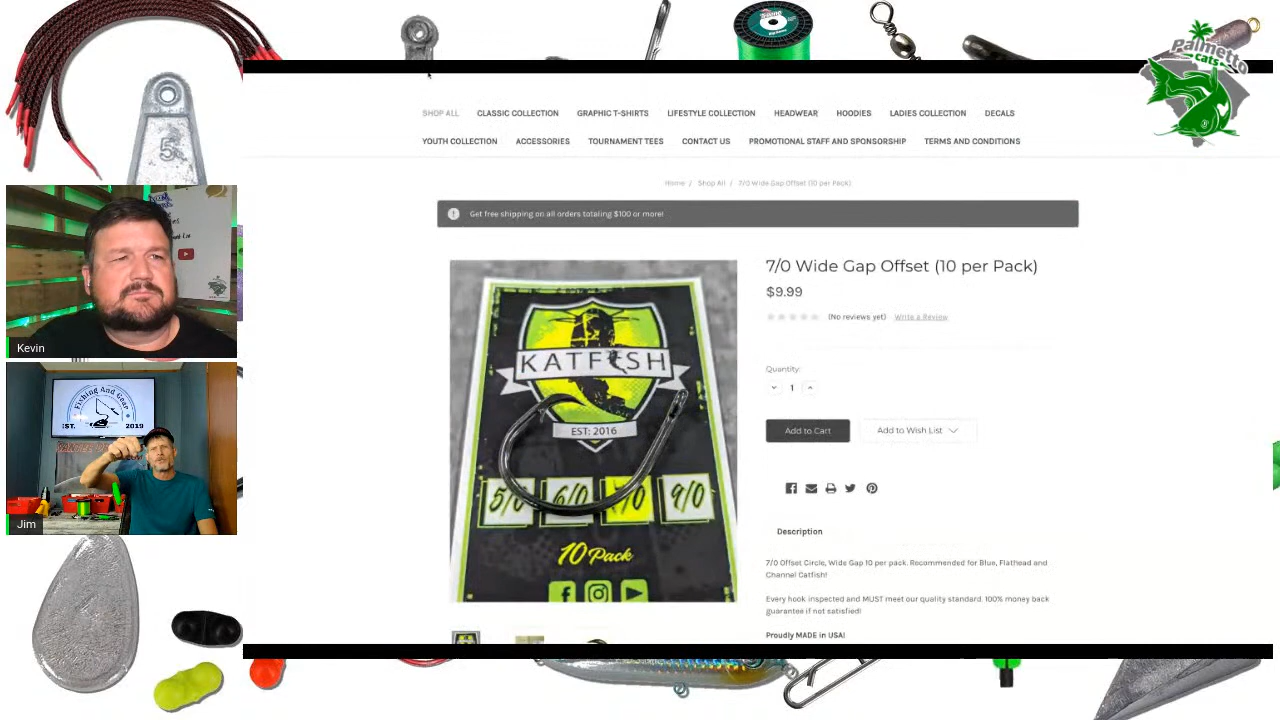 Palmetto
cats
5
SHOP ALL CLASSIC COLLECTION GRAPHIC T-SHIRTS LIFESTYLE COLLECTION HEADWEAR HOODIES LADIES COLLECTION DECALS
YOUTH COLLECTION ACCESSORIES TOURNAMENT TEES CONTACT US PROMOTIONAL STAFF AND SPONSORSHIP TERMS AND CONDITIONS
Home / Shop All / 7/0 Wide Gap Offset (10 per Pack)
Get free shipping on all orders totaling $100 or more!
KATFISH
EST: 2016
5/0 6/0 7/0 9/0
10 Pack
7/0 Wide Gap Offset (10 per Pack)
$9.99
(No reviews yet) Write a Review
Quantity:
1
Add to Cart Add to Wish List
Description
7/0 Offset Circle, Wide Gap 10 per pack. Recommended for Blue, Flathead and
Channel Catfish!
Every hook inspected and MUST meet our quality standard. 100% money back
guarantee if not satisfied!
Proudly MADE in USA!
Kevin
Fishing And Gear
EST. 2019
Jim